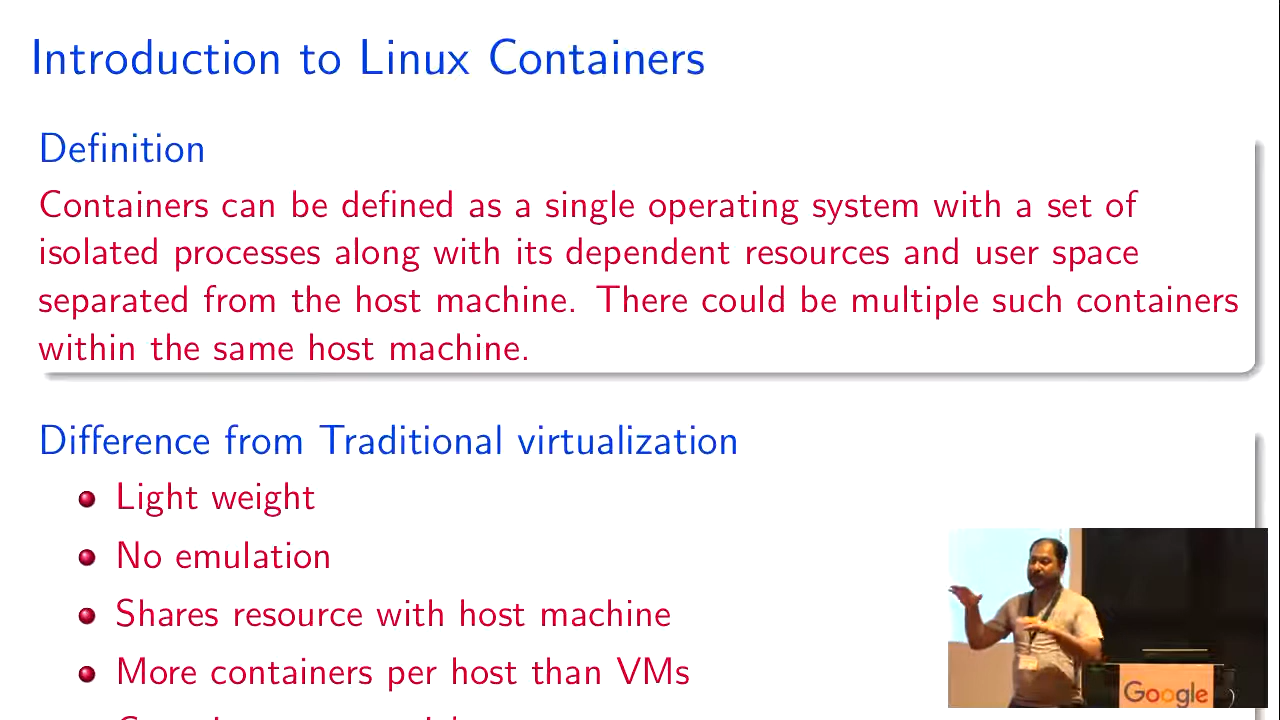 Introduction to Linux Containers
Definition
Containers can be defined as a single operating system with a set of
isolated processes along with its dependent resources and user space
separated from the host machine. There could be multiple such containers
within the same host machine.
Difference from Traditional virtualization
Light weight
No emulation
Shares resource with host machine
More containers per host than VMs
Google